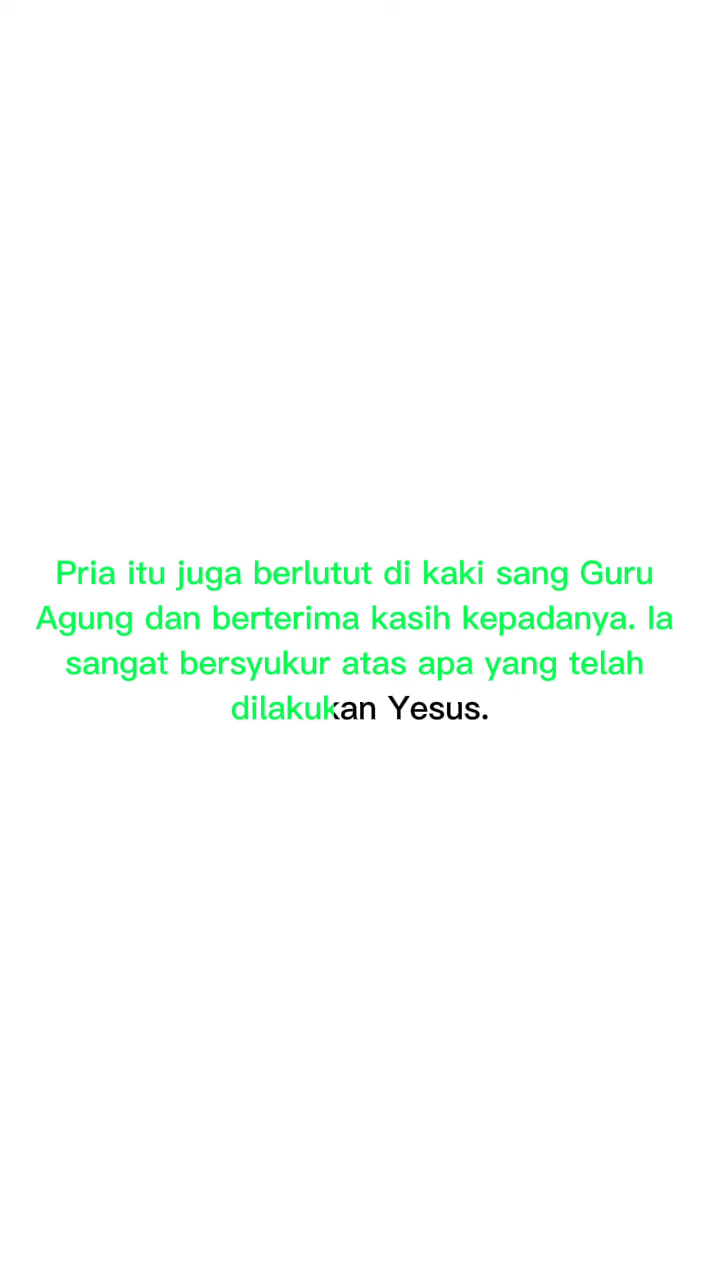 Pria itu juga berlutut di kaki sang Guru
Agung dan berterima kasih kepadanya. Ia
sangat bersyukur atas apa yang telah
dilakukan Yesus.